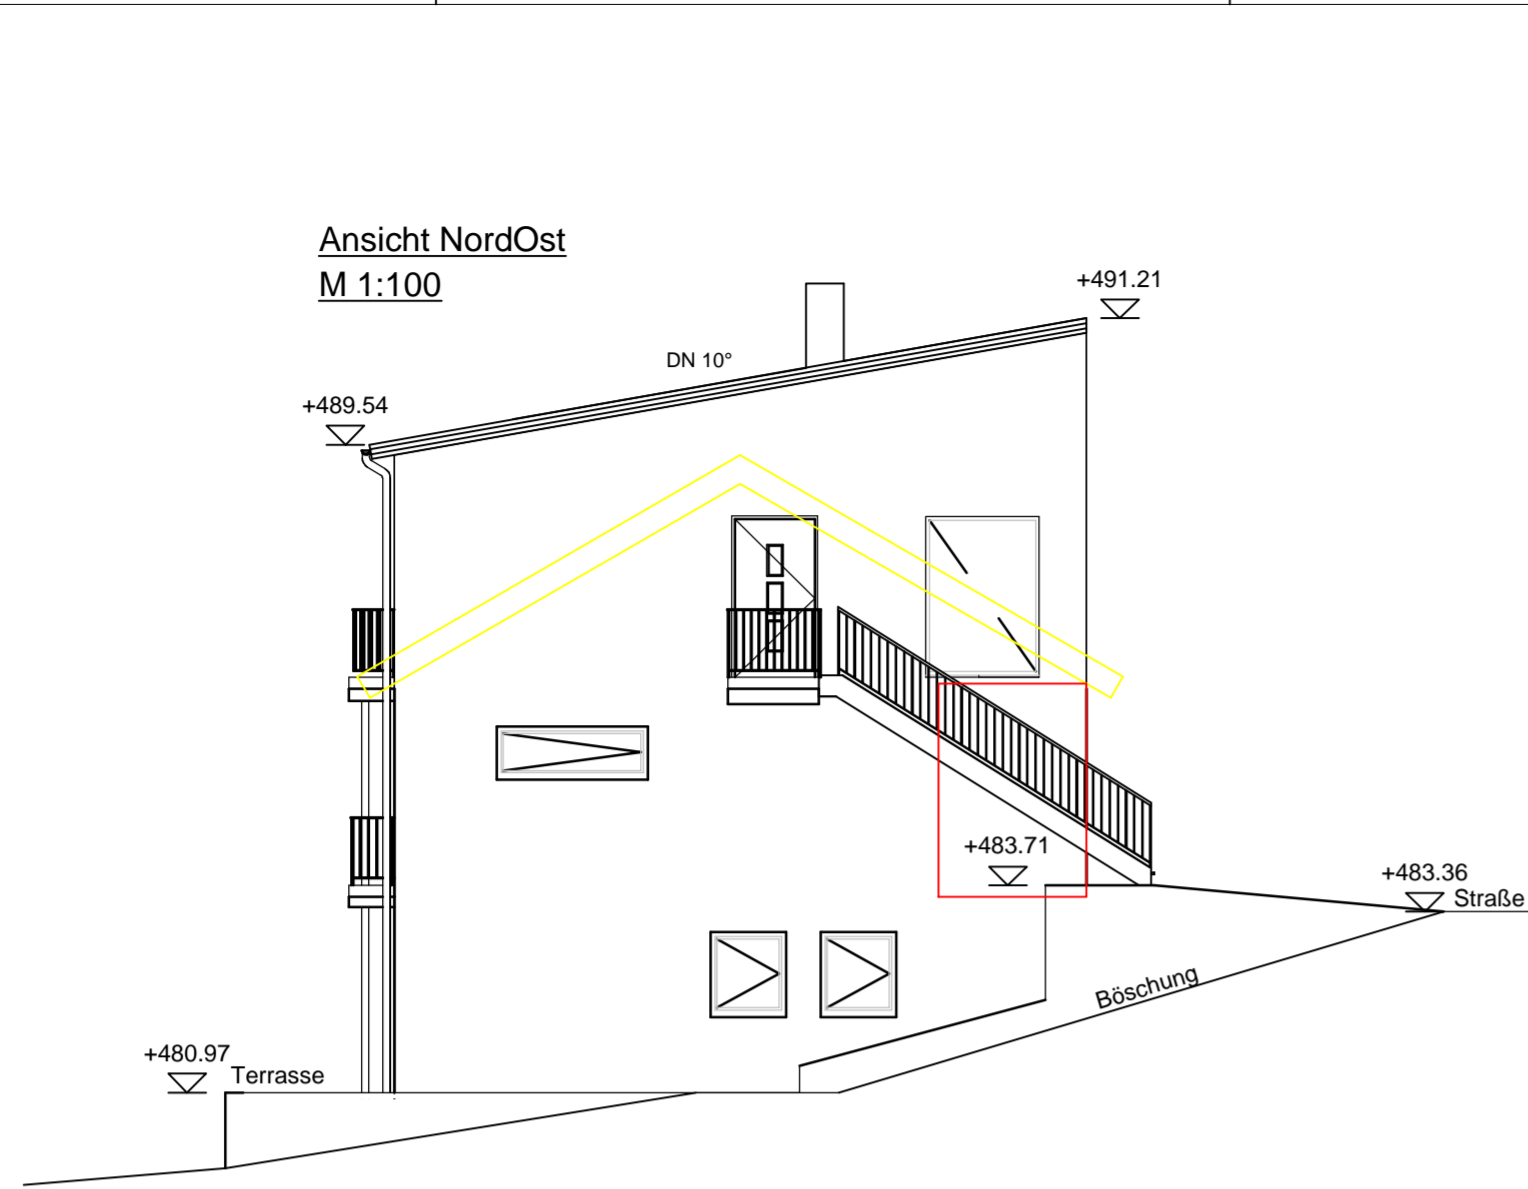 Ansicht NordOst
M 1:100
+491.21
DN 10°
+489.54
+483.71
+483.36
Straße
Böschung
+480.97
Terrasse